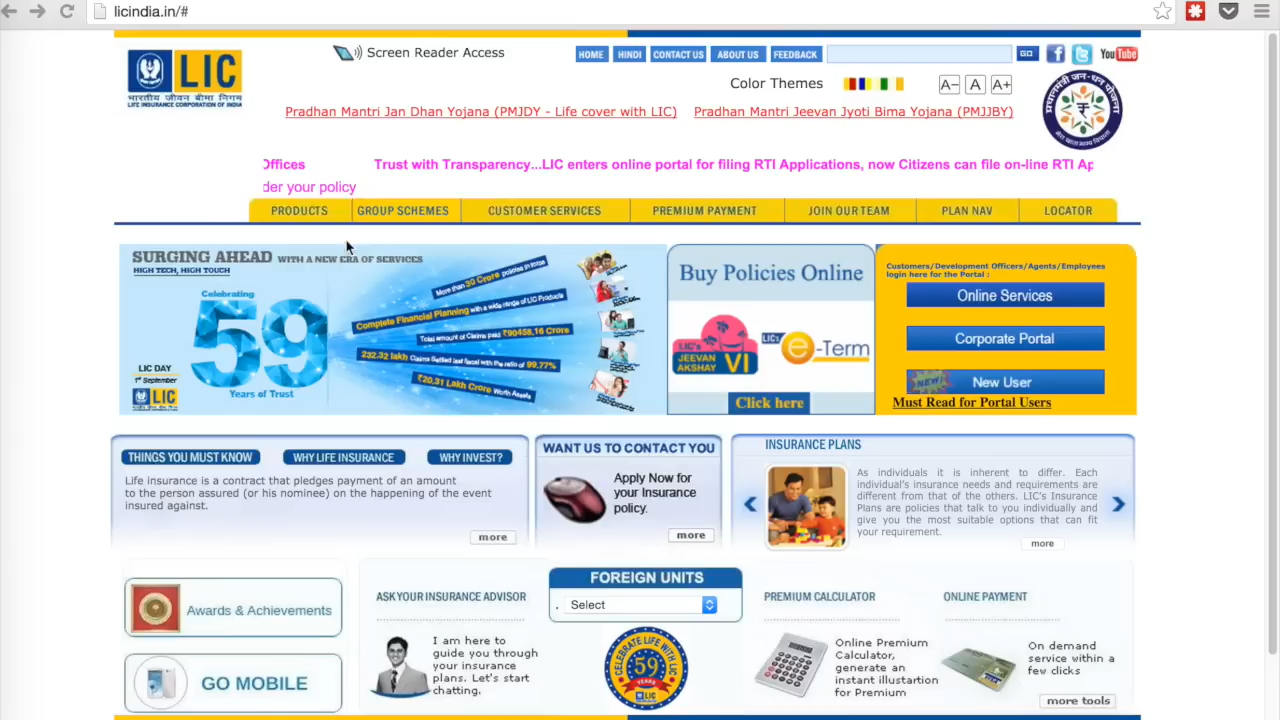 licindia.in/#
Screen Reader Access
HOME
HINDI
CONTACT US
ABOUT US
FEEDBACK
GO
You Tube
LIC
भारतीय जीवन बीमा निगम
LIFE INSURANCE CORPORATION OF INDIA
Color Themes
A- A A+
Pradhan Mantri Jan Dhan Yojana (PMJDY - Life cover with LIC)
Pradhan Mantri Jeevan Jyoti Bima Yojana (PMJJBY)
प्रधानमंत्री जन-धन योजना
Offices
Trust with Transparency...LIC enters online portal for filing RTI Applications, now Citizens can file on-line RTI Ap
der your policy
PRODUCTS
GROUP SCHEMES
CUSTOMER SERVICES
PREMIUM PAYMENT
JOIN OUR TEAM
PLAN NAV
LOCATOR
SURGING AHEAD WITH A NEW ERA OF SERVICES
HIGH TECH, HIGH TOUCH
Celebrating
59
Years of Trust
LIC DAY
1st September
LIC
More than 30 Crore policies in force
Complete Financial Planning with a wide range of LIC Products
Total amount of Claims paid ₹90458.16 Crore
232.32 lakh Claims Settled last fiscal with the ratio of 99.77%
₹20.31 Lakh Crore Worth Assets
Buy Policies Online
LIC's
JEEVAN
AKSHAY VI
LIC's e-Term
Click here
Customers/Development Officers/Agents/Employees
login here for the Portal :
Online Services
Corporate Portal
NEW!
New User
Must Read for Portal Users
THINGS YOU MUST KNOW
WHY LIFE INSURANCE
WHY INVEST?
Life insurance is a contract that pledges payment of an amount
to the person assured (or his nominee) on the happening of the event
insured against.
more
WANT US TO CONTACT YOU
Apply Now for
your Insurance
policy.
more
INSURANCE PLANS
As individuals it is inherent to differ. Each
individual's insurance needs and requirements are
different from that of the others. LIC's Insurance
Plans are policies that talk to you individually and
give you the most suitable options that can fit
your requirement.
more
Awards & Achievements
GO MOBILE
ASK YOUR INSURANCE ADVISOR
I am here to
guide you through
your insurance
plans. Let's start
chatting.
FOREIGN UNITS
. Select
CELEBRATE LIFE WITH LIC
59
YEARS
LIC
PREMIUM CALCULATOR
Online Premium
Calculator,
generate an
instant illustartion
for Premium
ONLINE PAYMENT
On demand
service within a
few clicks
more tools